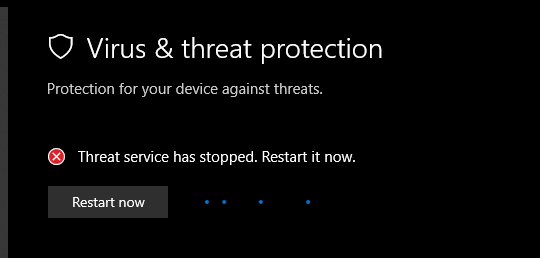 Virus & threat protection
Protection for your device against threats.
Threat service has stopped. Restart it now.
Restart now